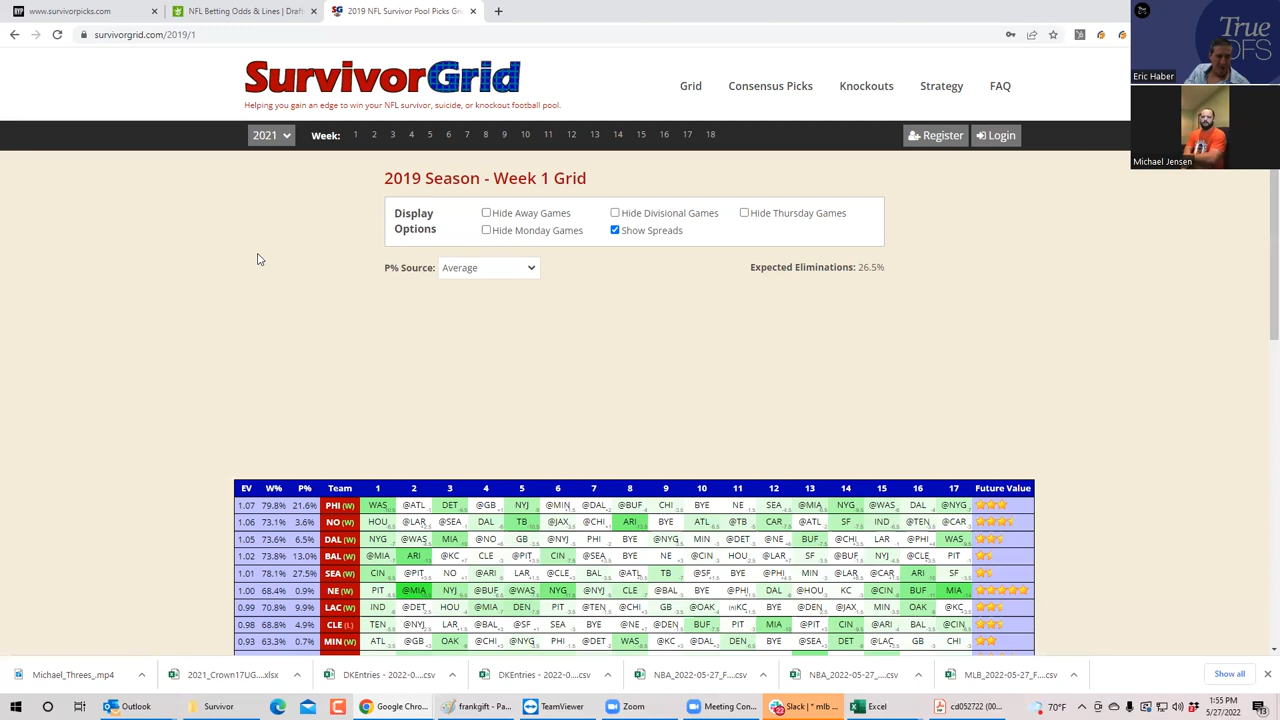 www.survivorpicks.com
NFL Betting Odds & Lines | Draft
2019 NFL Survivor Pool Picks Gri
survivorgrid.com/2019/1
True
DFS
Eric Haber
Michael Jensen
SurvivorGrid
Helping you gain an edge to win your NFL survivor, suicide, or knockout football pool.
Grid Consensus Picks Knockouts Strategy FAQ
2021 Week: 1 2 3 4 5 6 7 8 9 10 11 12 13 14 15 16 17 18 Register Login
2019 Season - Week 1 Grid
Display Options
Hide Away Games Hide Divisional Games Hide Thursday Games
Hide Monday Games Show Spreads
P% Source: Average Expected Eliminations: 26.5%
EV W% P% Team 1 2 3 4 5 6 7 8 9 10 11 12 13 14 15 16 17 Future Value
1.07 79.8% 21.6% PHI (W) WAS @ATL DET @GB NYJ @MIN @DAL @BUF CHI BYE NE SEA @MIA NYG @WAS DAL @NYG
1.06 73.1% 3.6% NO (W) HOU @LAR @SEA DAL TB @JAX @CHI ARI BYE ATL @TB CAR @ATL SF IND @TEN @CAR
1.05 73.6% 6.5% DAL (W) NYG @WAS MIA @NO GB @NYJ PHI BYE @NYG MIN @DET @NE BUF @CHI LAR @PHI WAS
1.02 73.8% 13.0% BAL (W) @MIA ARI @KC CLE @PIT CIN @SEA BYE NE @CIN HOU @LAR SF @BUF NYJ @CLE PIT
1.01 78.1% 27.5% SEA (W) CIN @PIT NO @ARI LAR @CLE BAL @ATL TB @SF BYE @PHI MIN @LAR @CAR ARI SF
1.00 68.4% 0.9% NE (W) PIT @MIA NYJ @BUF @WAS NYG @NYJ CLE @BAL BYE @PHI DAL @HOU KC @CIN BUF MIA
0.99 70.8% 9.9% LAC (W) IND @DET HOU @MIA DEN PIT @TEN @CHI GB @OAK (n)KC BYE @DEN @JAX MIN OAK @KC
0.98 68.8% 4.9% CLE (L) TEN @NYJ LAR @BAL @SF SEA BYE @NE @DEN BUF PIT MIA @PIT CIN @ARI BAL @CIN
0.93 63.3% 0.7% MIN (W) ATL @GB OAK @CHI @NYG PHI @DET WAS @KC @DAL DEN BYE @SEA DET @LAC GB CHI
Michael_Threes_.mp4
2021_Crown17UG....xlsx
DKEntries - 2022-0....csv
DKEntries - 2022-0....csv
NBA_2022-05-27_F....csv
NBA_2022-05-27_....csv
MLB_2022-05-27_F....csv
Show all
Outlook
Survivor
Google Chro...
frankgift - Pa...
TeamViewer
Zoom
Meeting Con...
Slack | * mlb ...
Excel
cd052722 (00...
70°F
1:55 PM
5/27/2022